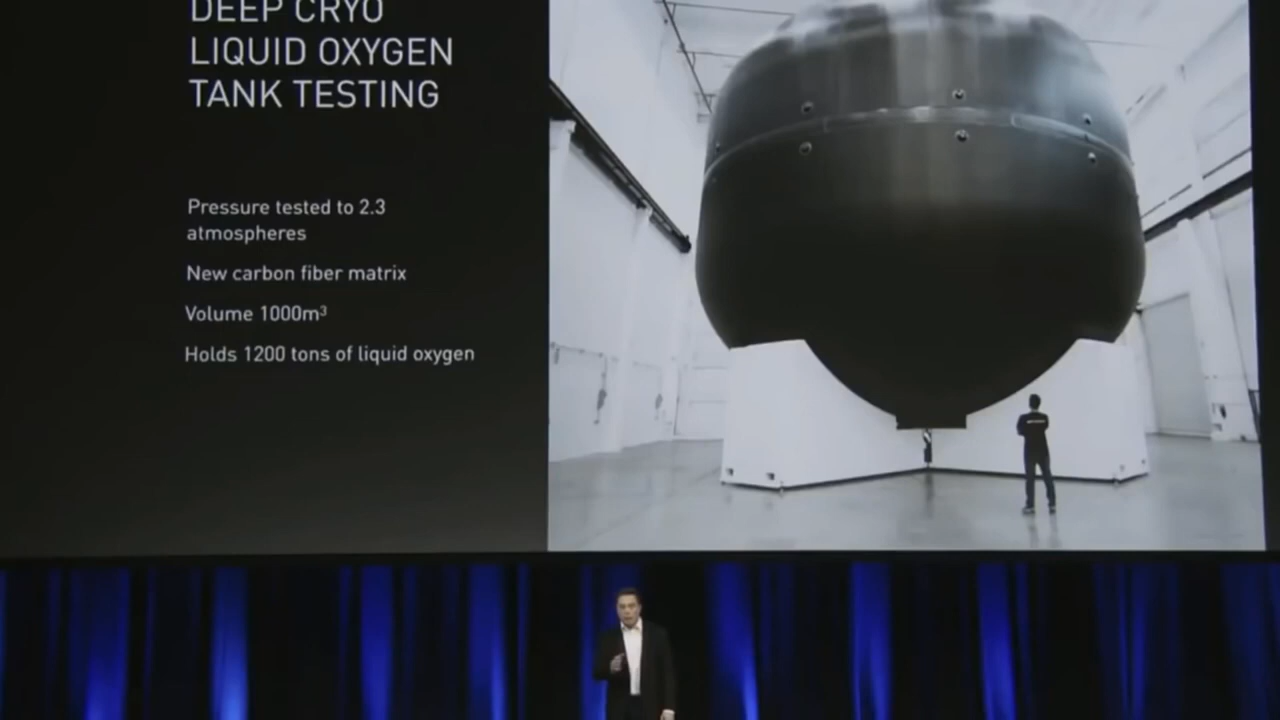 DEEP CRYO
LIQUID OXYGEN
TANK TESTING
Pressure tested to 2.3
atmospheres
New carbon fiber matrix
Volume 1000m³
Holds 1200 tons of liquid oxygen